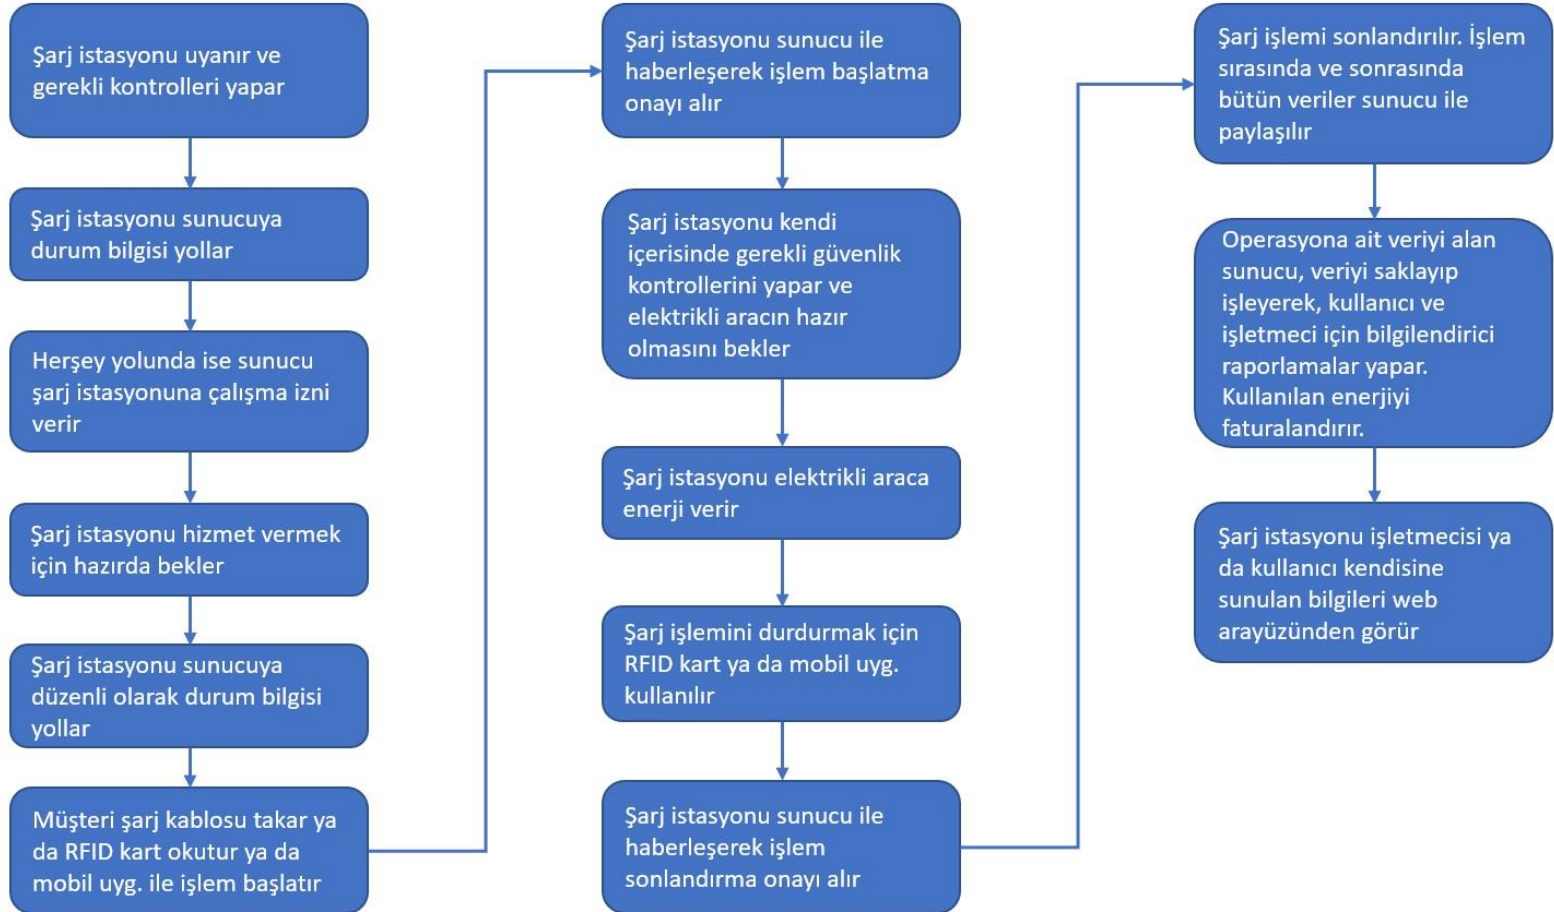 Şarj istasyonu uyanır ve
gerekli kontrolleri yapar
Şarj istasyonu sunucuya
durum bilgisi yollar
Herşey yolunda ise sunucu
şarj istasyonuna çalışma izni
verir
Şarj istasyonu hizmet vermek
için hazırda bekler
Şarj istasyonu sunucuya
düzenli olarak durum bilgisi
yollar
Müşteri şarj kablosu takar ya
da RFID kart okutur ya da
mobil uyg. ile işlem başlatır
Şarj istasyonu sunucu ile
haberleşerek işlem başlatma
onayı alır
Şarj istasyonu kendi
içerisinde gerekli güvenlik
kontrollerini yapar ve
elektrikli aracın hazır
olmasını bekler
Şarj istasyonu elektrikli araca
enerji verir
Şarj işlemini durdurmak için
RFID kart ya da mobil uyg.
kullanılır
Şarj istasyonu sunucu ile
haberleşerek işlem
sonlandırma onayı alır
Şarj işlemi sonlandırılır. İşlem
sırasında ve sonrasında
bütün veriler sunucu ile
paylaşılır
Operasyona ait veriyi alan
sunucu, veriyi saklayıp
işleyerek, kullanıcı ve
işletmeci için bilgilendirici
raporlamalar yapar.
Kullanılan enerjiyi
faturalandırır.
Şarj istasyonu işletmecisi ya
da kullanıcı kendisine
sunulan bilgileri web
arayüzünden görür